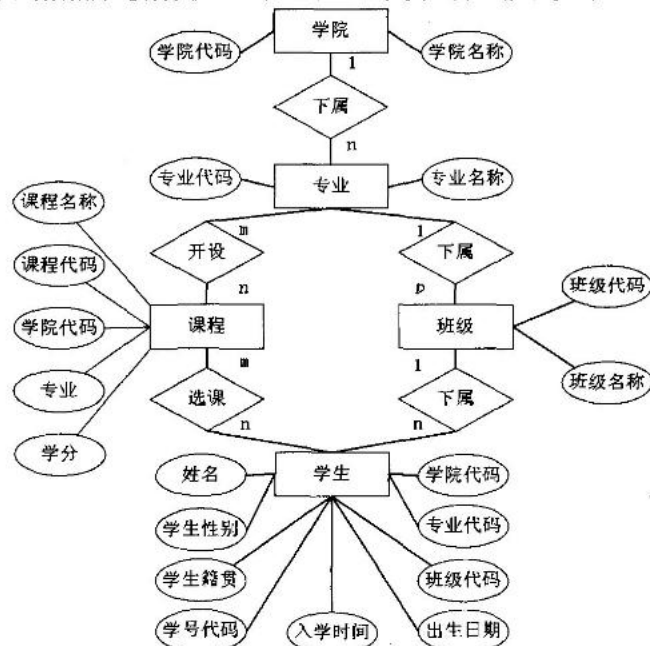 学院
学院代码
学院名称
1
下属
n
专业代码
专业
专业名称
课程名称
m
1
开设
下属
课程代码
n
p
班级代码
学院代码
课程
班级
专业
m
1
班级名称
选课
下属
学分
n
n
姓名
学生
学院代码
学生性别
专业代码
学生籍贯
班级代码
学号代码
入学时间
出生日期